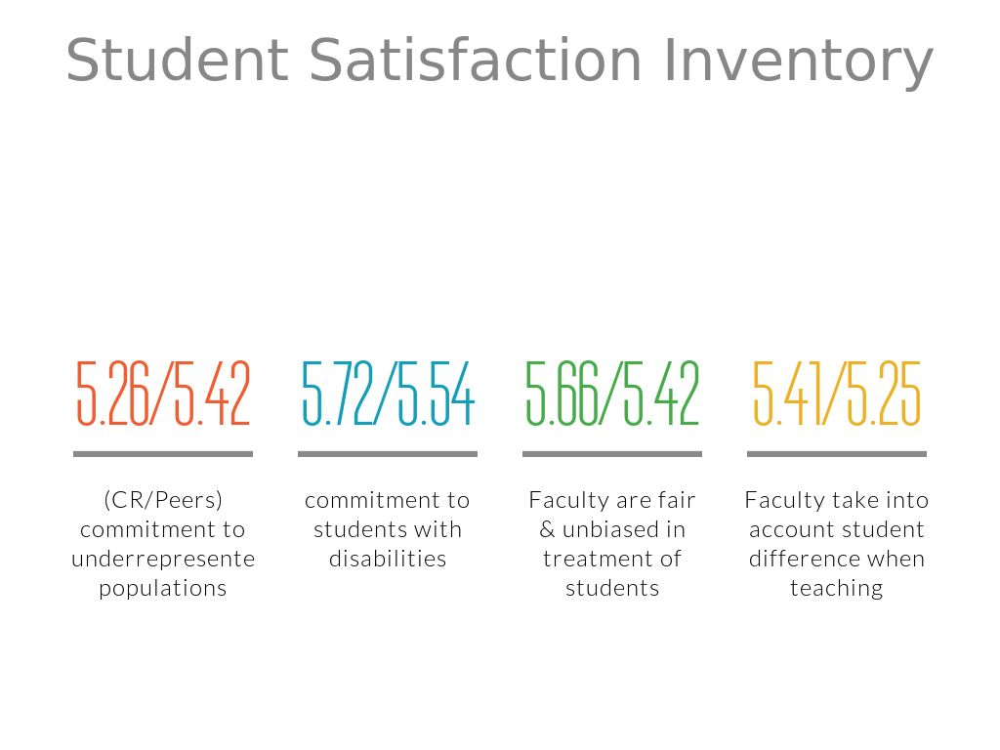 Student Satisfaction Inventory
5.26/5.42
5.72/5.54
5.66/5.42
5.41/5.25
(CR/Peers)
commitment to
underrepresente
populations
commitment to
students with
disabilities
Faculty are fair
& unbiased in
treatment of
students
Faculty take into
account student
difference when
teaching